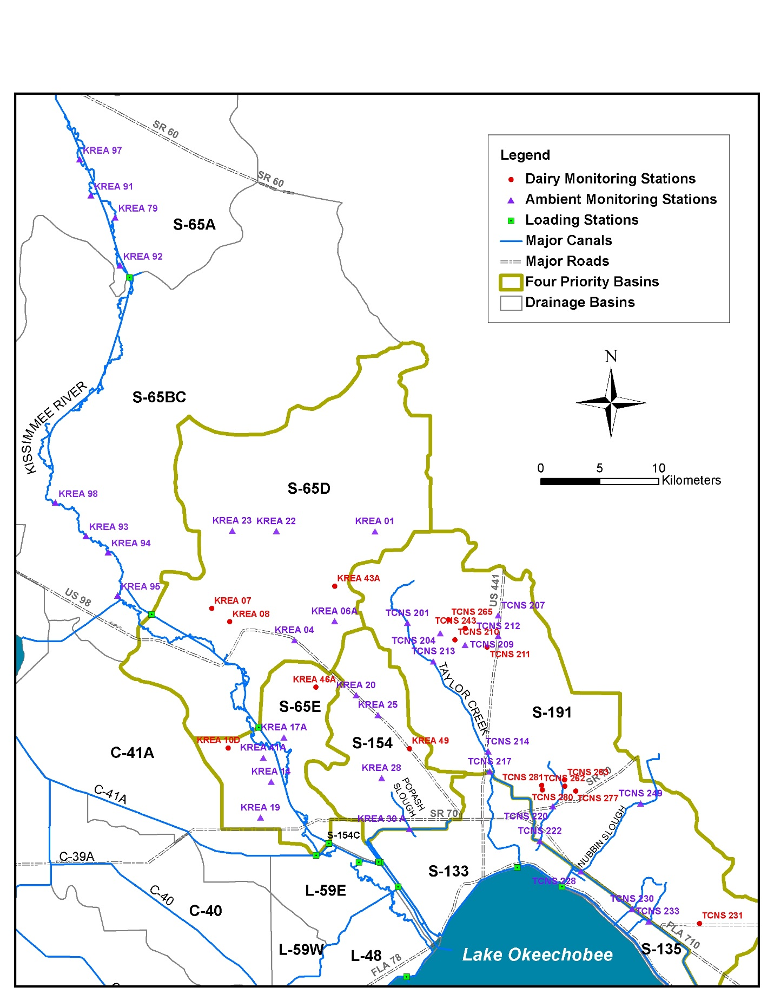 SR 60
KREA 97
SR 60
KREA 91
KREA 79
S-65A
KREA 92
Legend
Dairy Monitoring Stations
Ambient Monitoring Stations
Loading Stations
Major Canals
Major Roads
Four Priority Basins
Drainage Basins
N
KISSIMMEE RIVER
S-65BC
0 5 10
Kilometers
S-65D
KREA 98
KREA 23
KREA 22
KREA 01
KREA 93
KREA 94
KREA 43A
US 98
KREA 95
US 441
KREA 07
KREA 08
KREA 06A
KREA 04
TCNS 207
TCNS 265
TCNS 201
TCNS 243
TCNS 212
TCNS 210
TCNS 204
TCNS 209
TCNS 213
TCNS 211
TAYLOR CREEK
KREA 46A
KREA 20
S-65E
KREA 25
S-191
KREA 17A
KREA 10D
KREA 41A
C-41A
S-154
KREA 49
TCNS 214
TCNS 217
KREA 14
KREA 28
TCNS 263
TCNS 281
TCNS 262
SR 70
C-41A
POPASH
SLOUGH
TCNS 280
TCNS 277
TCNS 249
KREA 19
KREA 30 A
SR 70
TCNS 220
TCNS 222
S-154C
NUBBIN SLOUGH
C-39A
S-133
TCNS 228
C-40
L-59E
C-40
TCNS 230
TCNS 233
TCNS 231
FLA 710
L-59W
L-48
FLA 78
Lake Okeechobee
S-135